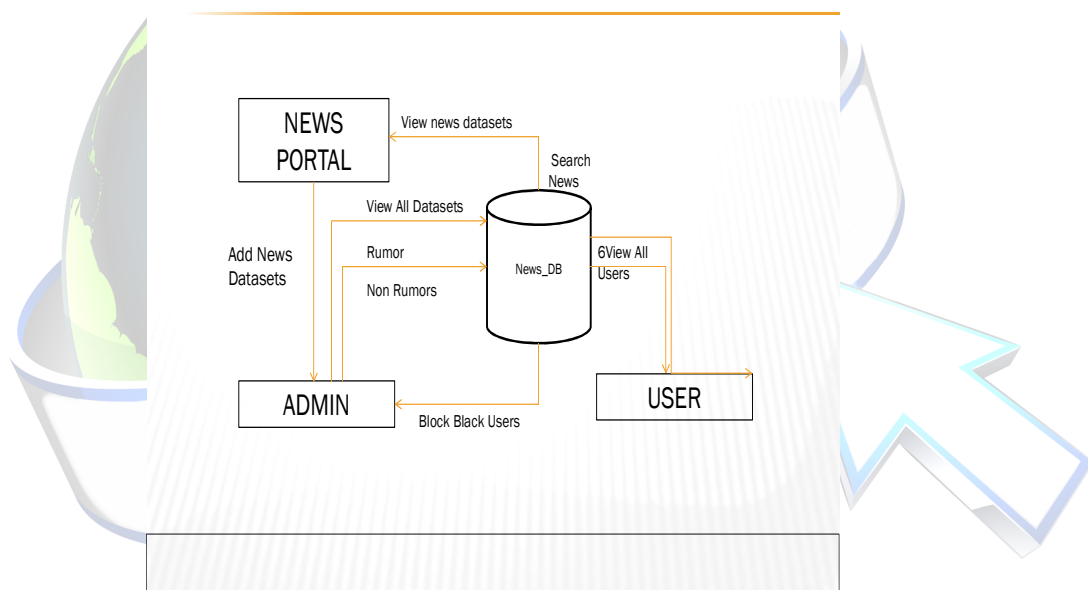 NEWS
PORTAL
View news datasets
Search
News
View All Datasets
Add News
Datasets
Rumor
Non Rumors
News_DB
6View All
Users
ADMIN
USER
Block Black Users